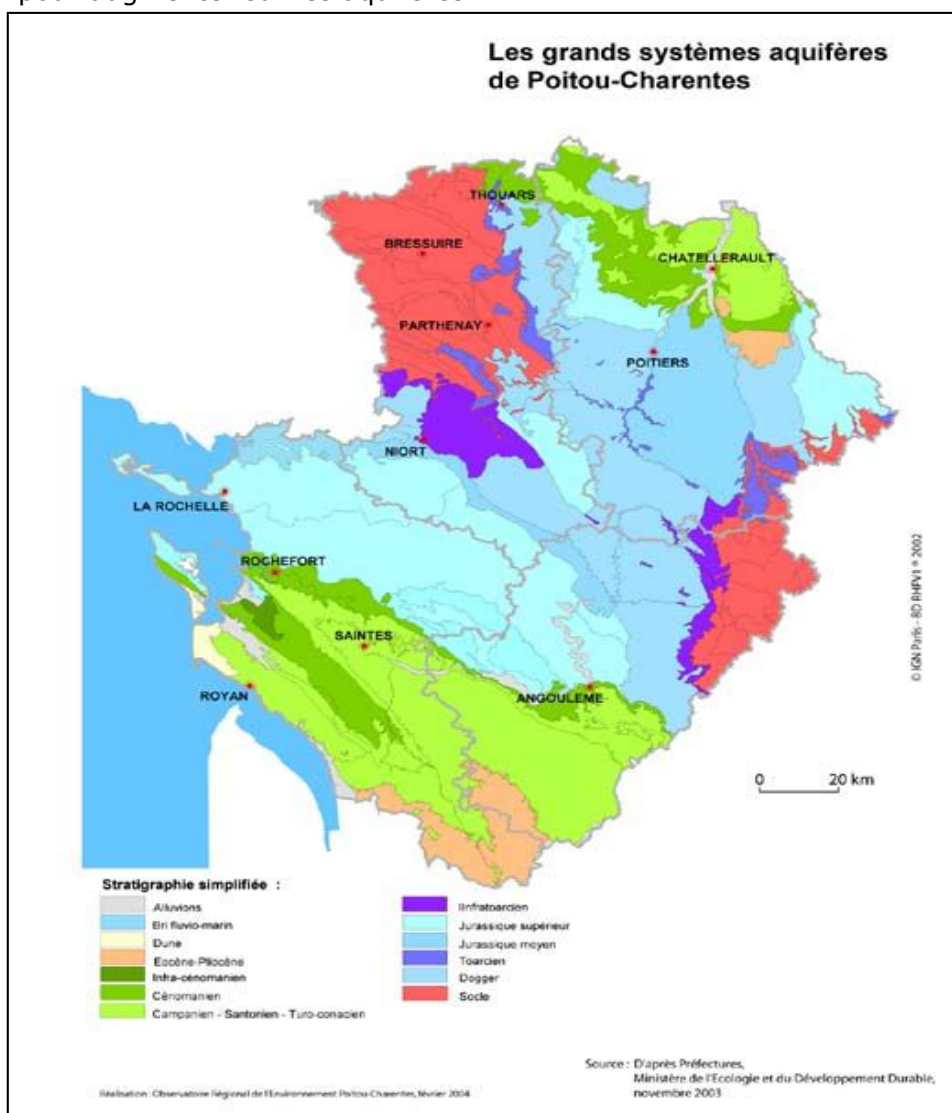 Les grands systèmes aquifères
de Poitou-Charentes
THOUARS
BRESSUIRE
CHATELLERAULT
PARTHENAY
POITIERS
NIORT
LA ROCHELLE
ROCHEFORT
SAINTES
ANGOULEME
ROYAN
© IGN Paris - BD RHFV1 ® 2002
0 20 km
Stratigraphie simplifiée :
Alluvions
Bri fluvio-marin
Dune
Eocène-Pliocène
Infra-cénomanien
Cénomanien
Campanien - Santonien - Turo-conacien
IInfratoarcien
Jurassique supérieur
Jurassique moyen
Toarcien
Dogger
Socle
Source : D'après Préfectures,
Ministère de l'Ecologie et du Développement Durable,
novembre 2003
Réalisation : Observatoire Régional de l'Environnement Poitou-Charentes, février 2004